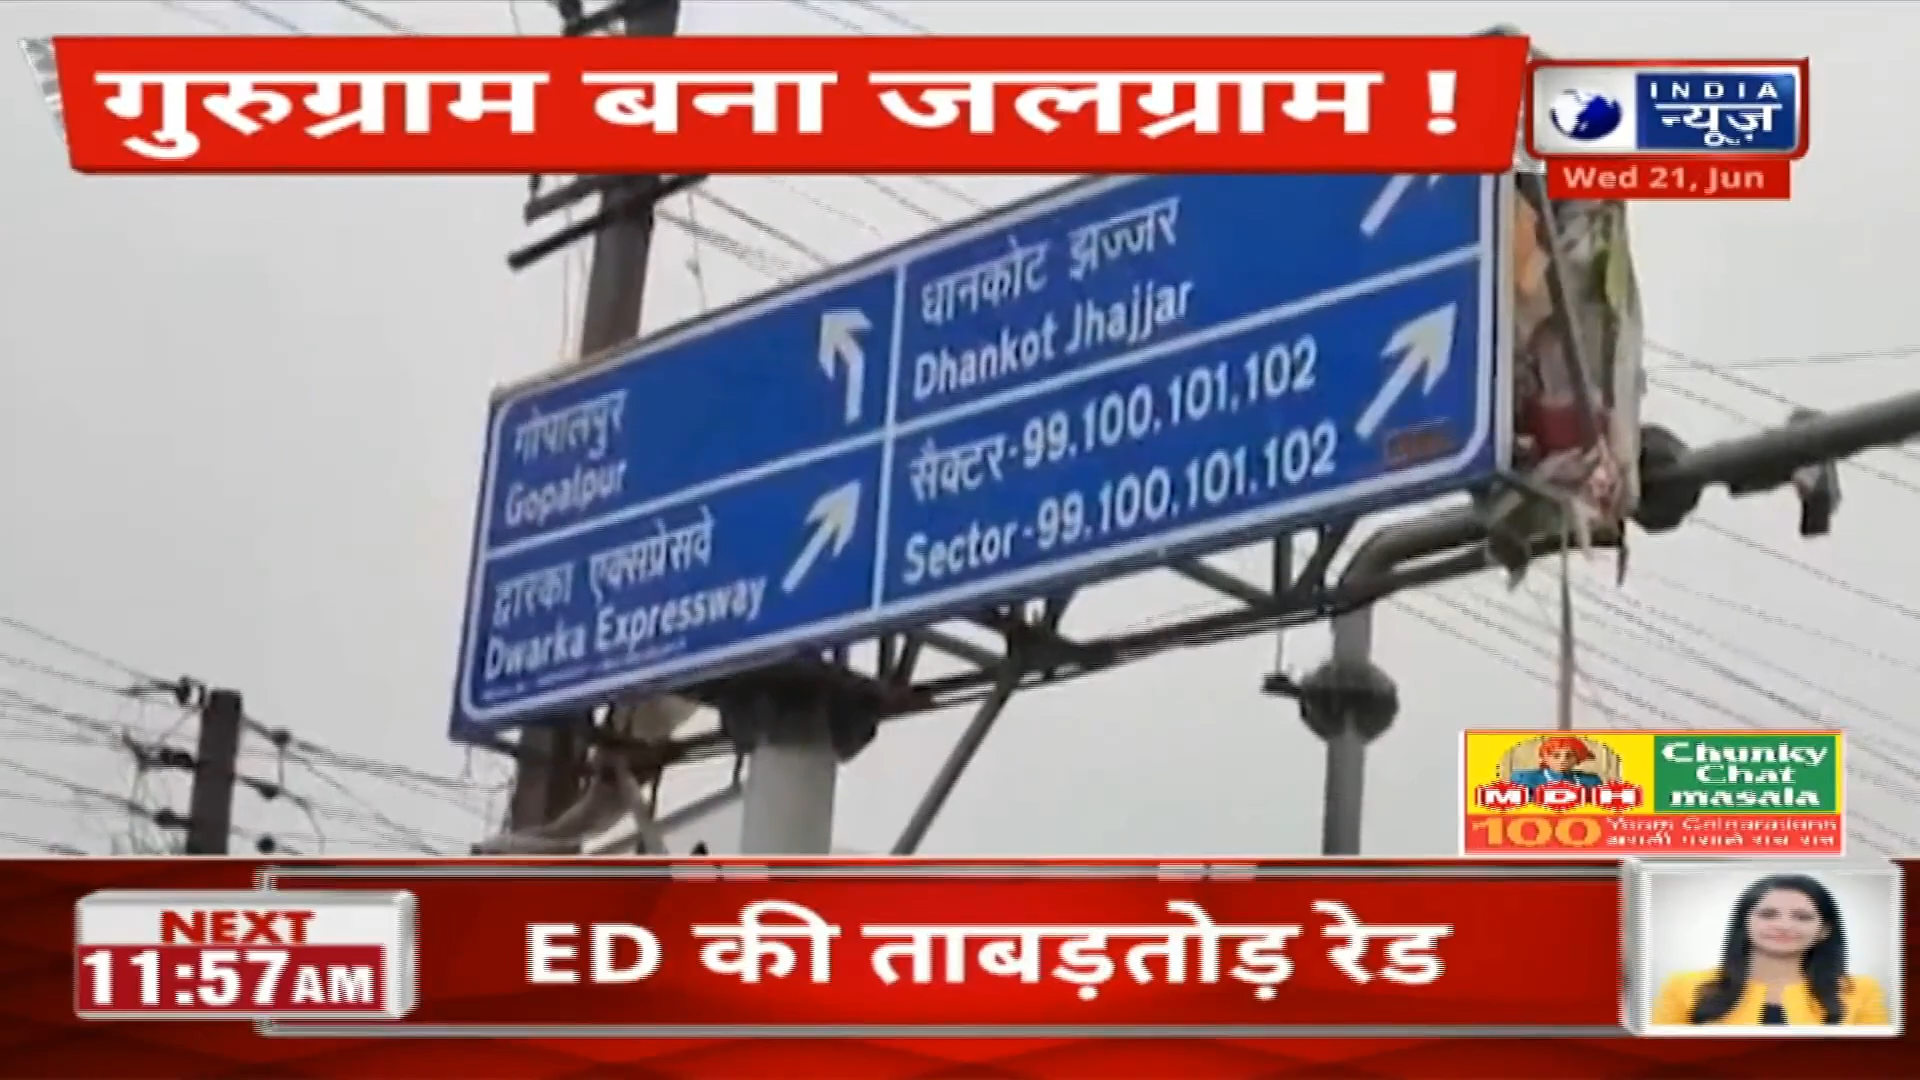 गुरुग्राम बना जलग्राम !
INDIA
न्यूज़
Wed 21, Jun
धानकोट झज्जर
Dhankot Jhajjar
गोपालपुर
Gopalpur
सैक्टर-99,100,101,102
Sector-99,100,101,102
द्वारका एक्सप्रेसवे
Dwarka Expressway
Chunky
Chat
masala
MDH
100
NEXT
11:57AM
ED की ताबड़तोड़ रेड